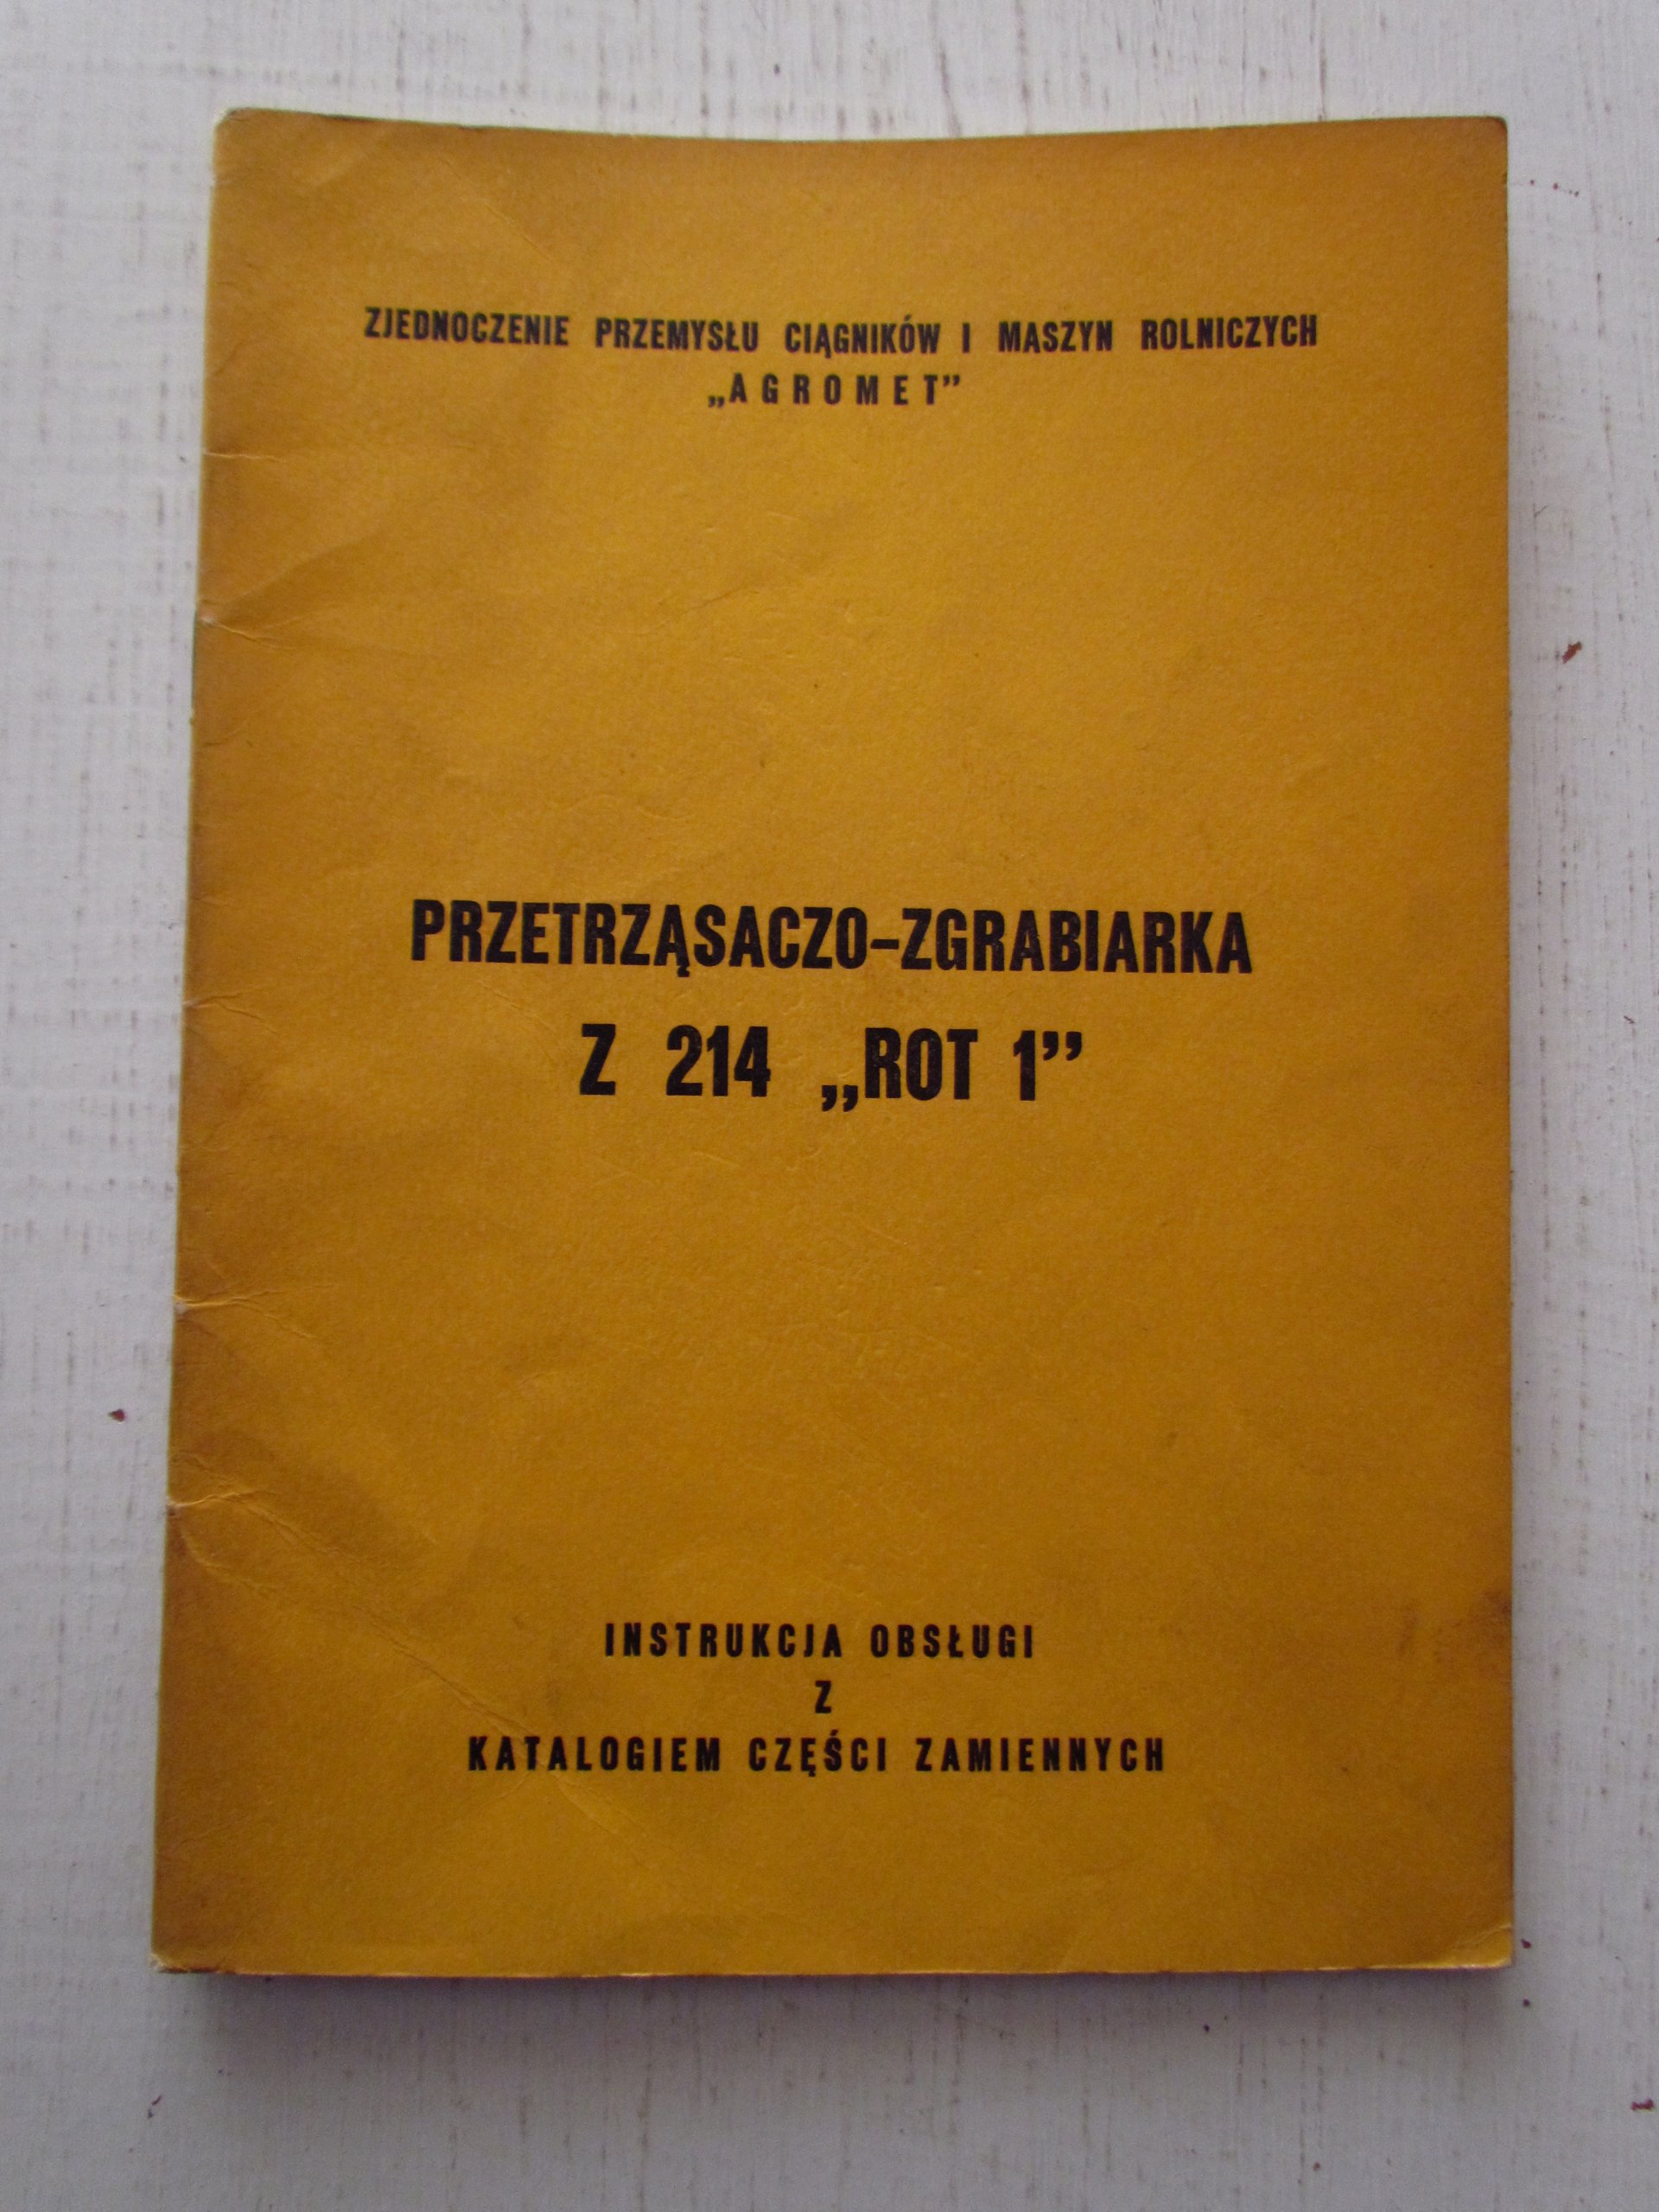 ZJEDNOCZENIE PRZEMYSŁU CIĄGNIKÓW I MASZYN ROLNICZYCH
„AGROMET”
PRZETRZĄSACZO-ZGRABIARKA
Z 214 „ROT 1”
INSTRUKCJA OBSŁUGI
Z
KATALOGIEM CZĘŚCI ZAMIENNYCH